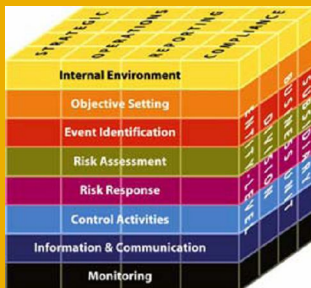 STRATEGIC
OPERATIONS
REPORTING
COMPLIANCE
Internal Environment
Objective Setting
Event Identification
Risk Assessment
Risk Response
Control Activities
Information & Communication
Monitoring
ENTITY-LEVEL
DIVISION
BUSINESS UNIT
SUBSIDIARY